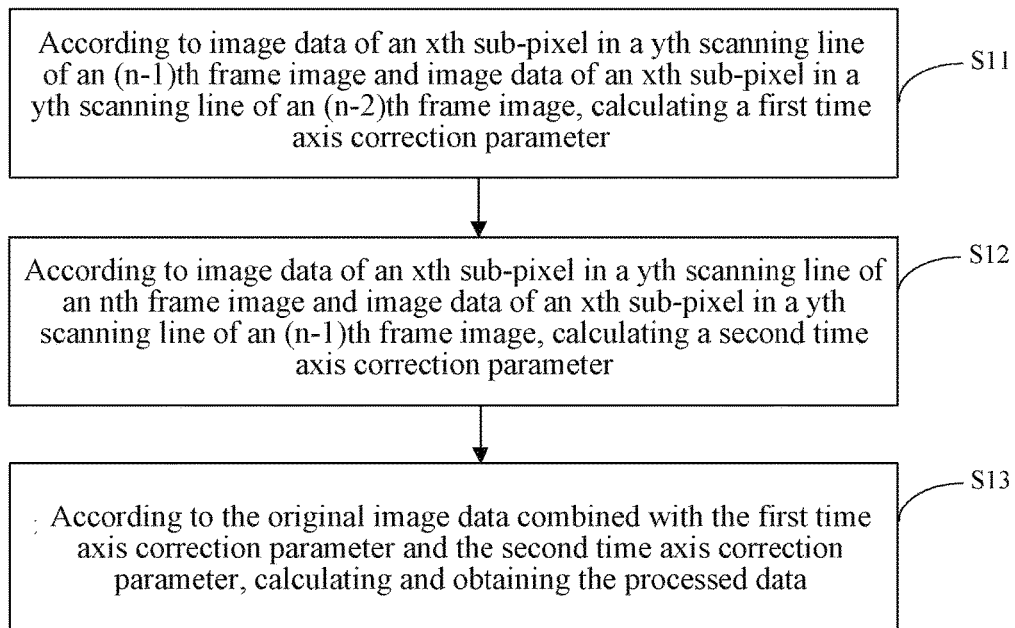 According to image data of an xth sub-pixel in a yth scanning line
of an (n-1)th frame image and image data of an xth sub-pixel in a
yth scanning line of an (n-2)th frame image, calculating a first time
axis correction parameter
S11
According to image data of an xth sub-pixel in a yth scanning line of
an nth frame image and image data of an xth sub-pixel in a yth
scanning line of an (n-1)th frame image, calculating a second time
axis correction parameter
S12
According to the original image data combined with the first time
axis correction parameter and the second time axis correction
parameter, calculating and obtaining the processed data
S13